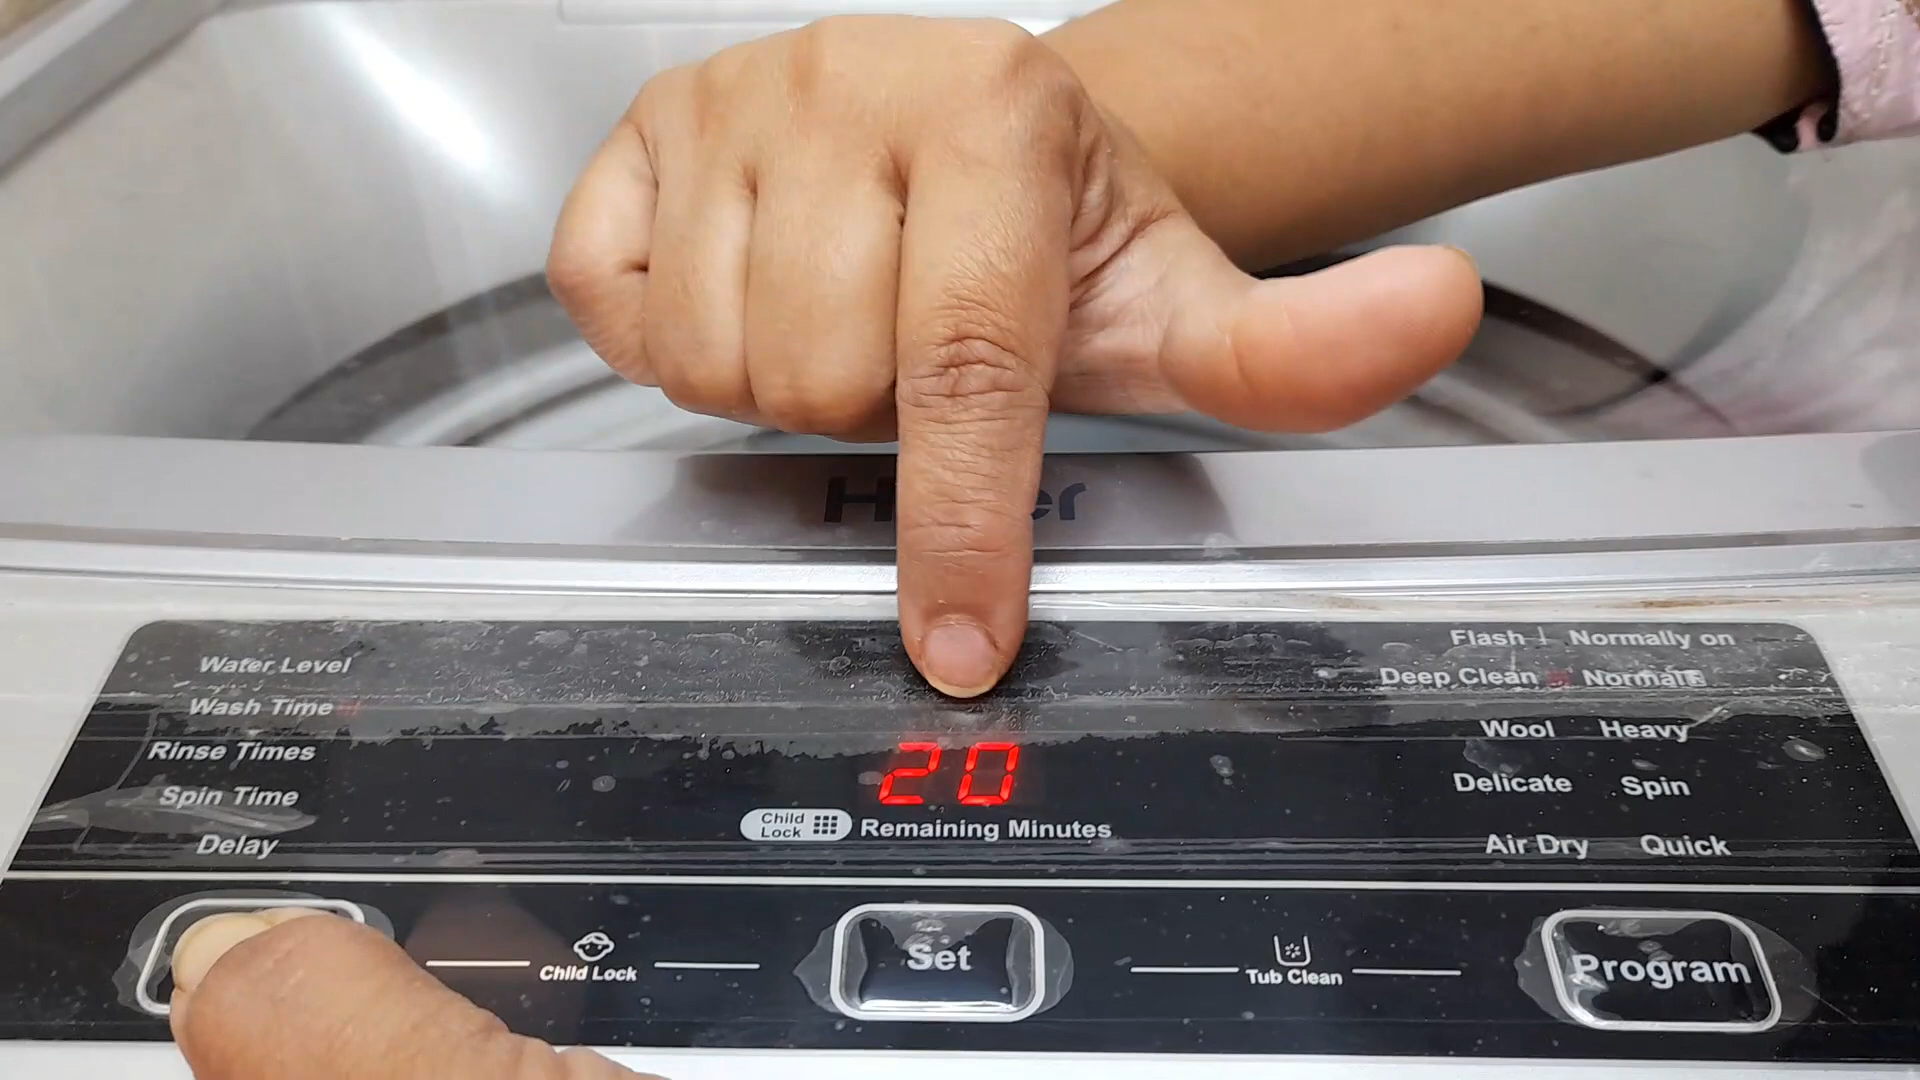 H er
Water Level
Wash Time
Rinse Times
Spin Time
Delay
20
Child Lock
Remaining Minutes
Flash | Normally on
Deep Clean Normal
Wool Heavy
Delicate Spin
Air Dry Quick
Child Lock
Set
Tub Clean
Program